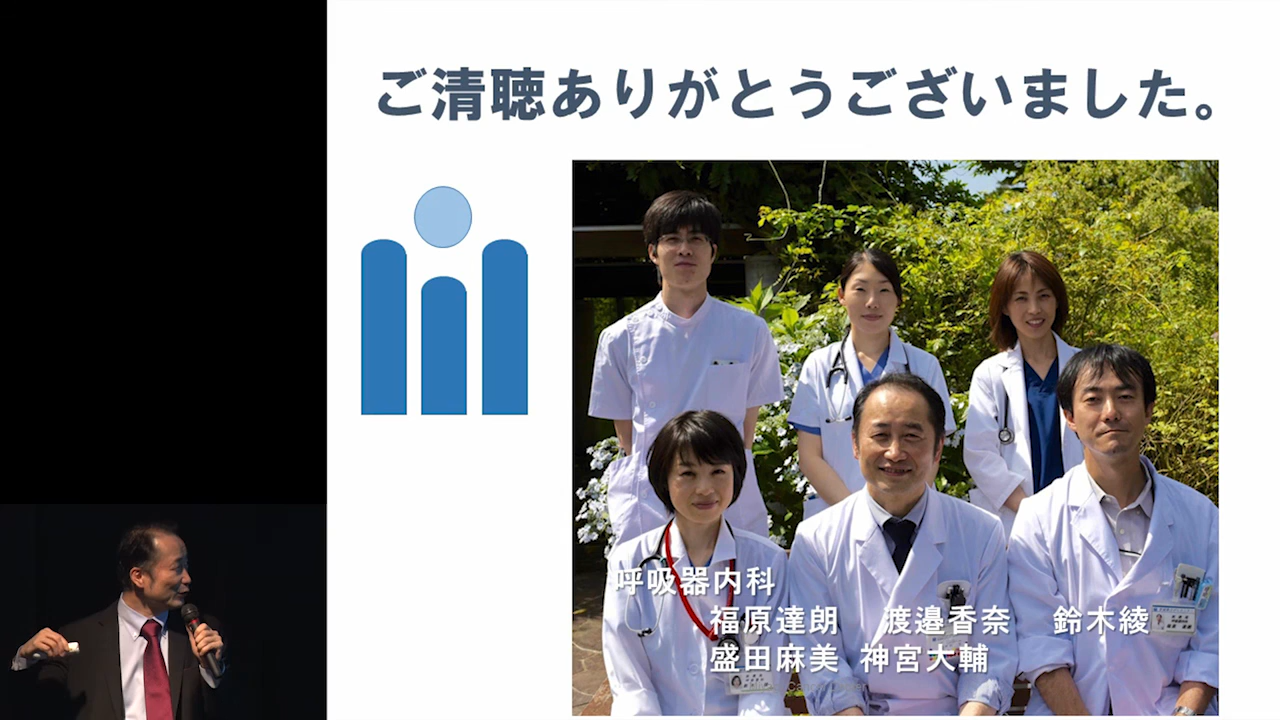 ご清聴ありがとうございました。
呼吸器内科
福原達朗 渡邉香奈 鈴木綾
盛田麻美 神宮大輔